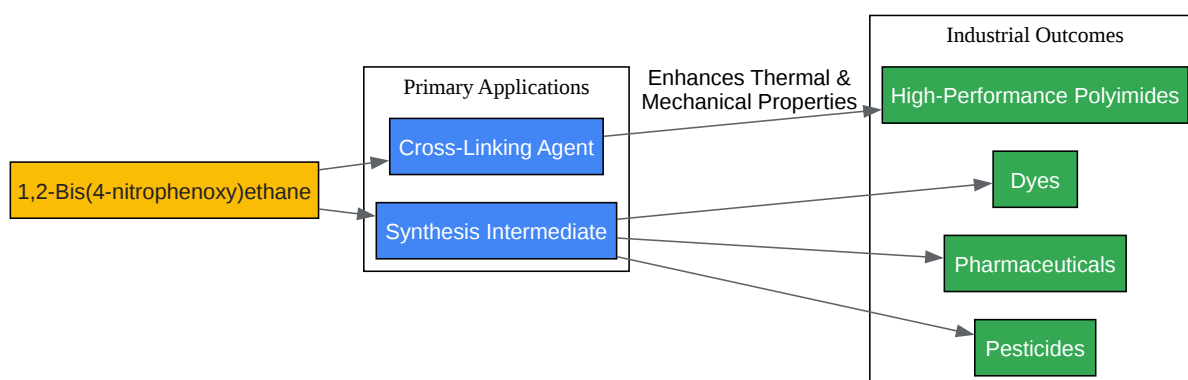 1,2-Bis(4-nitrophenoxy)ethane
Primary Applications
Cross-Linking Agent
Synthesis Intermediate
Enhances Thermal &
Mechanical Properties
Industrial Outcomes
High-Performance Polyimides
Dyes
Pharmaceuticals
Pesticides